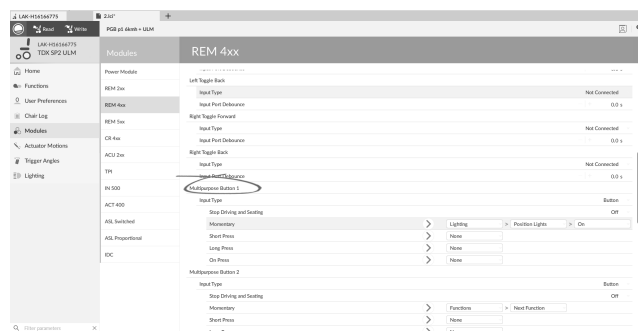 LAK-H16166775
2.lci*
+
Read
Write
PGB på 6kmh + ULM
LAK-H16166775
TDX SP2 ULM
Modules
REM 4xx
Home
Functions
User Preferences
Chair Log
Modules
Actuator Motions
Trigger Angles
Lighting
Power Module
REM 2xx
REM 4xx
REM 5xx
CR 4xx
ACU 2xx
TPI
IN 500
ACT 400
ASL Switched
ASL Proportional
IDC
Left Toggle Back
Input Type Not Connected
Input Port Debounce 0.0 s
Right Toggle Forward
Input Type Not Connected
Input Port Debounce 0.0 s
Right Toggle Back
Input Type Not Connected
Input Port Debounce 0.0 s
Multipurpose Button 1
Input Type Button
Stop Driving and Seating Off
Momentary > Lighting > Position Lights > On
Short Press > None
Long Press > None
On Press > None
Multipurpose Button 2
Input Type Button
Stop Driving and Seating Off
Momentary > Functions > Next Function
Short Press > None
Filter parameters ×